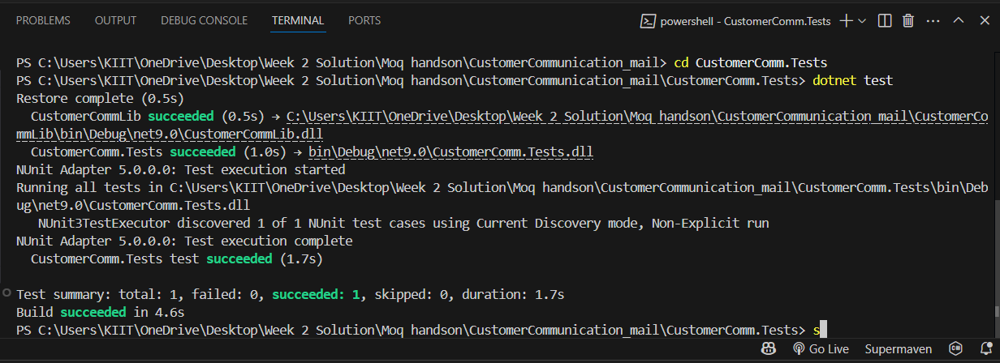 PROBLEMS OUTPUT DEBUG CONSOLE TERMINAL PORTS powershell - CustomerComm.Tests
PS C:\Users\KIIT\OneDrive\Desktop\Week 2 Solution\Moq handson\CustomerCommunication_mail> cd CustomerComm.Tests
PS C:\Users\KIIT\OneDrive\Desktop\Week 2 Solution\Moq handson\CustomerCommunication_mail\CustomerComm.Tests> dotnet test
Restore complete (0.5s)
CustomerCommLib succeeded (0.5s) → C:\Users\KIIT\OneDrive\Desktop\Week 2 Solution\Moq handson\CustomerCommunication_mail\CustomerCo
mmLib\bin\Debug\net9.0\CustomerCommLib.dll
CustomerComm.Tests succeeded (1.0s) → bin\Debug\net9.0\CustomerComm.Tests.dll
NUnit Adapter 5.0.0.0: Test execution started
Running all tests in C:\Users\KIIT\OneDrive\Desktop\Week 2 Solution\Moq handson\CustomerCommunication_mail\CustomerComm.Tests\bin\Deb
ug\net9.0\CustomerComm.Tests.dll
NUnit3TestExecutor discovered 1 of 1 NUnit test cases using Current Discovery mode, Non-Explicit run
NUnit Adapter 5.0.0.0: Test execution complete
CustomerComm.Tests test succeeded (1.7s)
Test summary: total: 1, failed: 0, succeeded: 1, skipped: 0, duration: 1.7s
Build succeeded in 4.6s
PS C:\Users\KIIT\OneDrive\Desktop\Week 2 Solution\Moq handson\CustomerCommunication_mail\CustomerComm.Tests> s
Go Live Supermaven C#